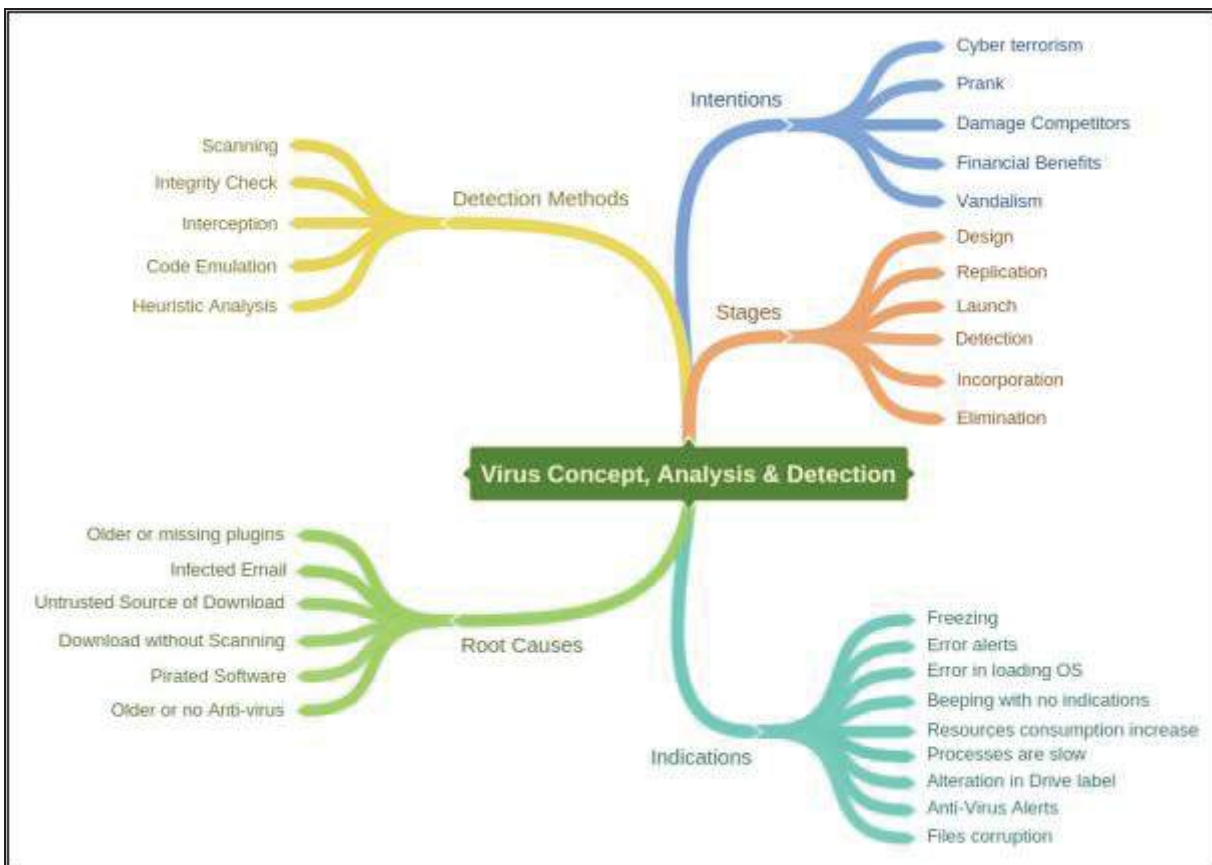 Virus Concept, Analysis & Detection
Intentions
Cyber terrorism
Prank
Damage Competitors
Financial Benefits
Vandalism
Stages
Design
Replication
Launch
Detection
Incorporation
Elimination
Indications
Freezing
Error alerts
Error in loading OS
Beeping with no indications
Resources consumption increase
Processes are slow
Alteration in Drive label
Anti-Virus Alerts
Files corruption
Detection Methods
Scanning
Integrity Check
Interception
Code Emulation
Heuristic Analysis
Root Causes
Older or missing plugins
Infected Email
Untrusted Source of Download
Download without Scanning
Pirated Software
Older or no Anti-virus